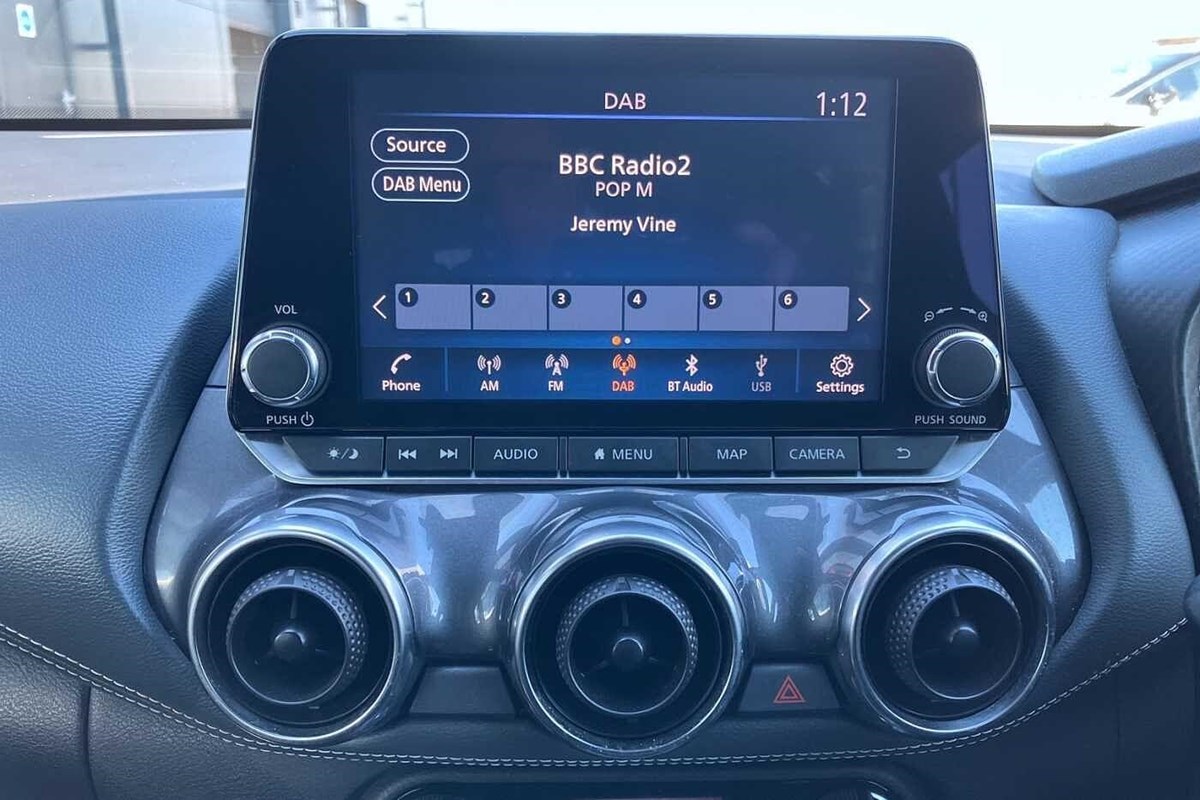 DAB
1:12
Source
DAB Menu
BBC Radio2
POP M
Jeremy Vine
1 2 3 4 5 6
VOL
PUSH
Phone
AM
FM
DAB
BT Audio
USB
Settings
PUSH SOUND
AUDIO
MENU
MAP
CAMERA